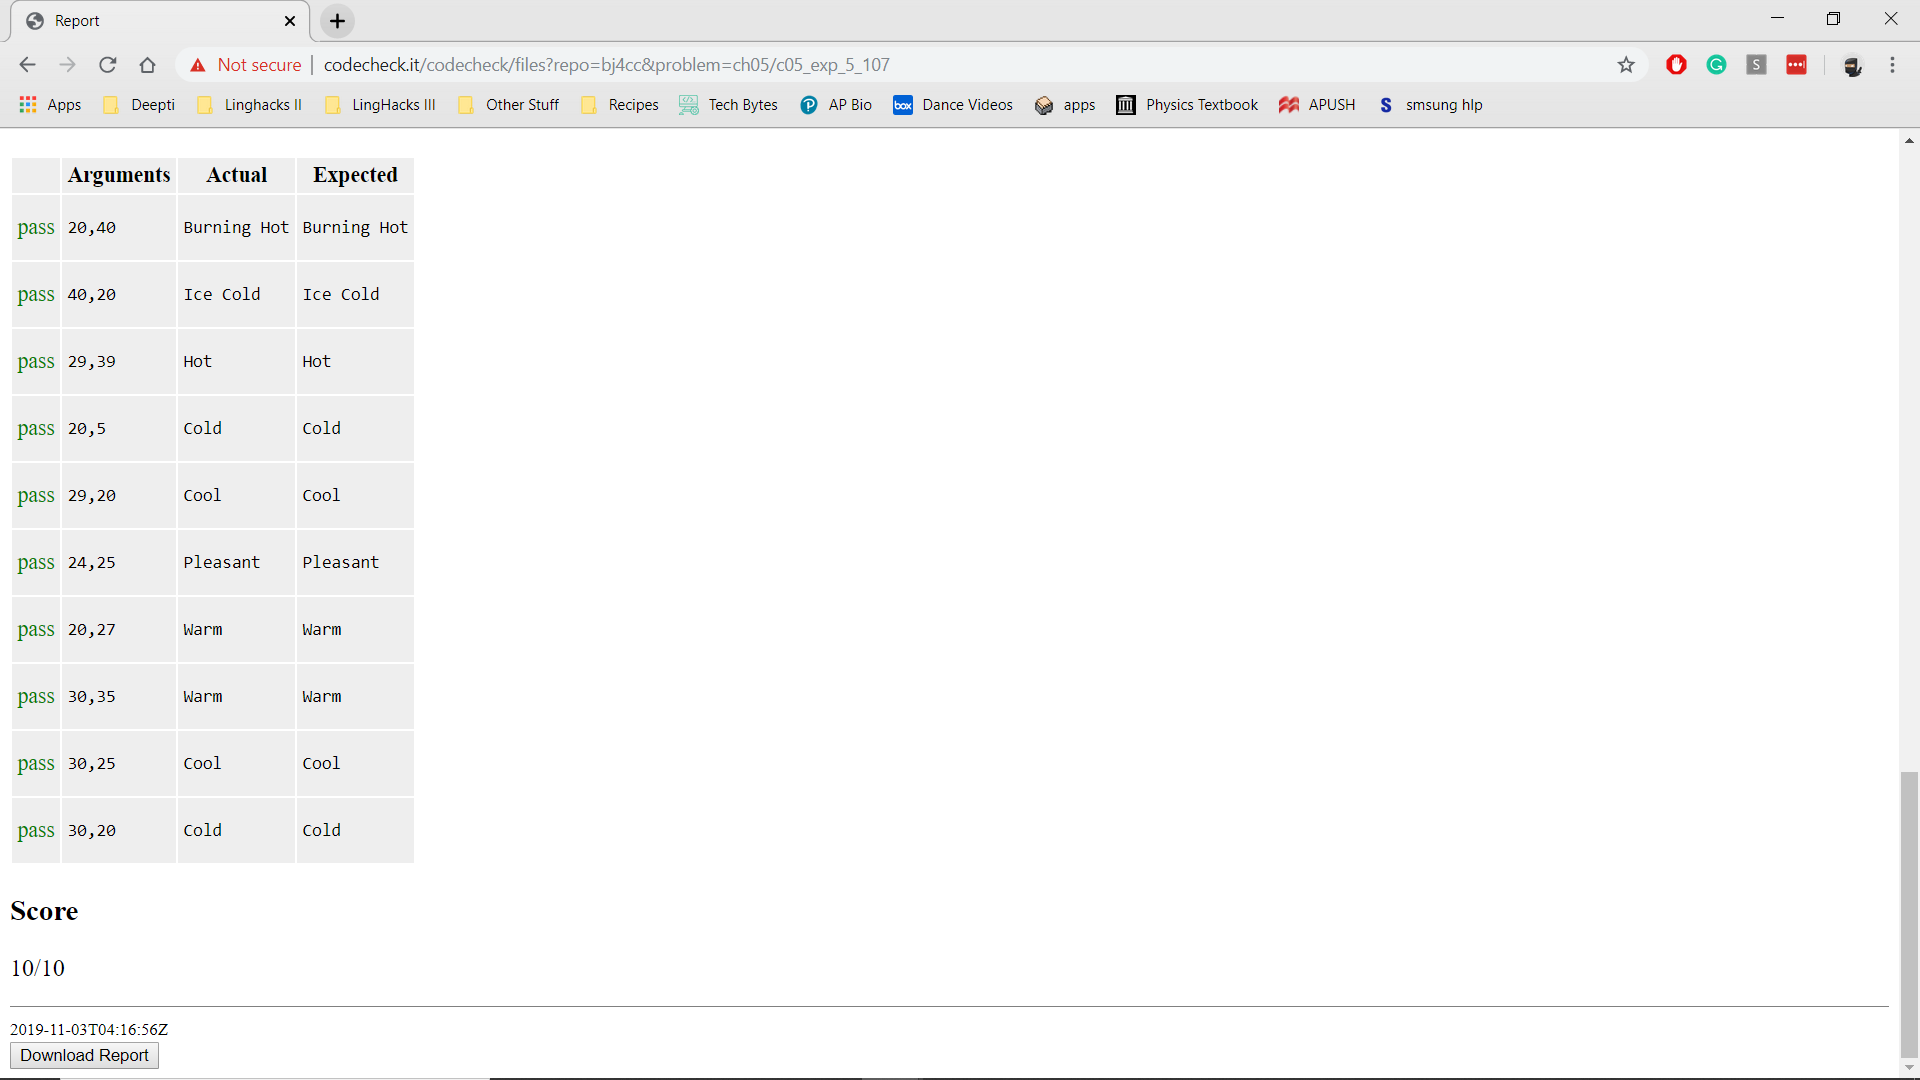 Report
Not secure codecheck.it/codecheck/files?repo=bj4cc&problem=ch05/c05_exp_5_107
S
Apps Deepti Linghacks II LingHacks III Other Stuff Recipes Tech Bytes AP Bio box Dance Videos apps Physics Textbook APUSH S smsung hlp
Arguments Actual Expected
pass 20,40 Burning Hot Burning Hot
pass 40,20 Ice Cold Ice Cold
pass 29,39 Hot Hot
pass 20,5 Cold Cold
pass 29,20 Cool Cool
pass 24,25 Pleasant Pleasant
pass 20,27 Warm Warm
pass 30,35 Warm Warm
pass 30,25 Cool Cool
pass 30,20 Cold Cold
Score
10/10
2019-11-03T04:16:56Z
Download Report